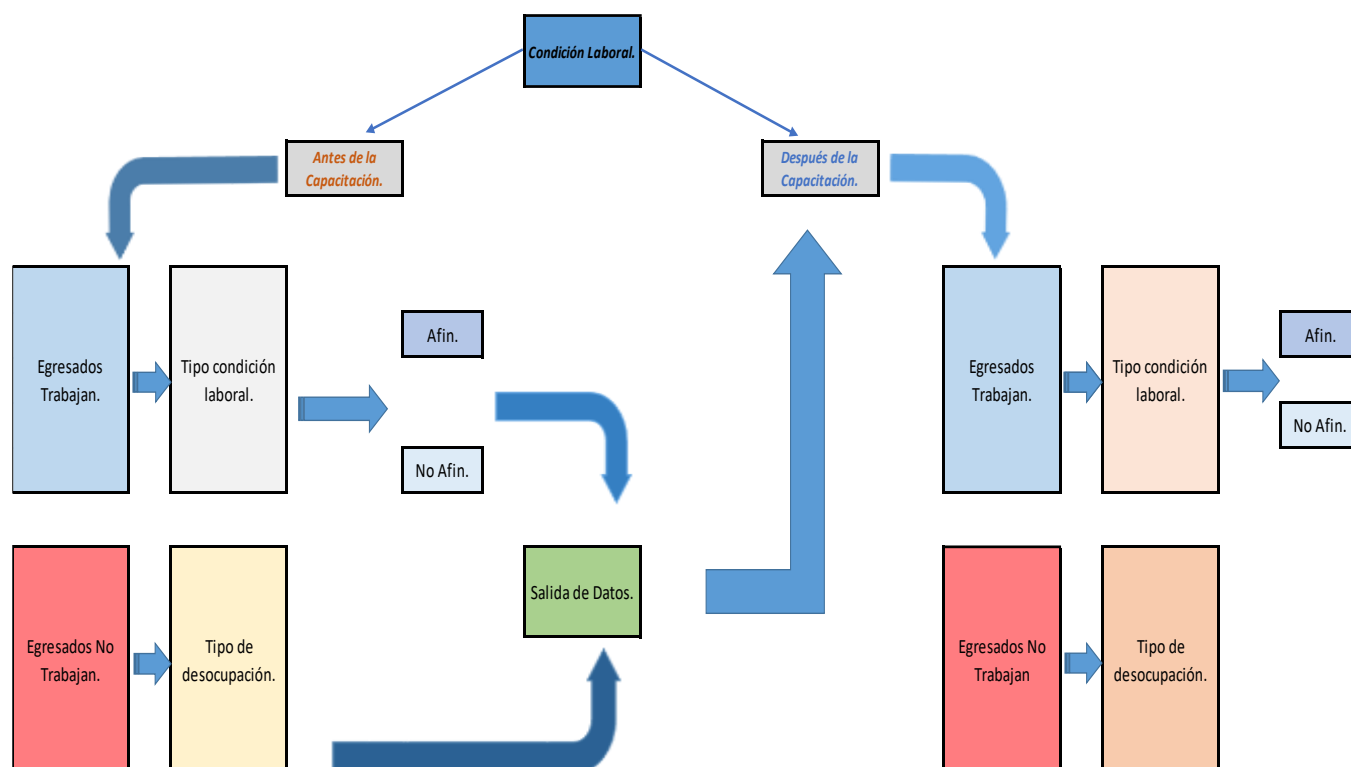 Condición Laboral.
Antes de la
Capacitación.
Después de la
Capacitación.
Egresados
Trabajan.
Tipo condición
laboral.
Afin.
No Afin.
Egresados
Trabajan.
Tipo condición
laboral.
Afin.
No Afin.
Egresados No
Trabajan.
Tipo de
desocupación.
Salida de Datos.
Egresados No
Trabajan
Tipo de
desocupación.